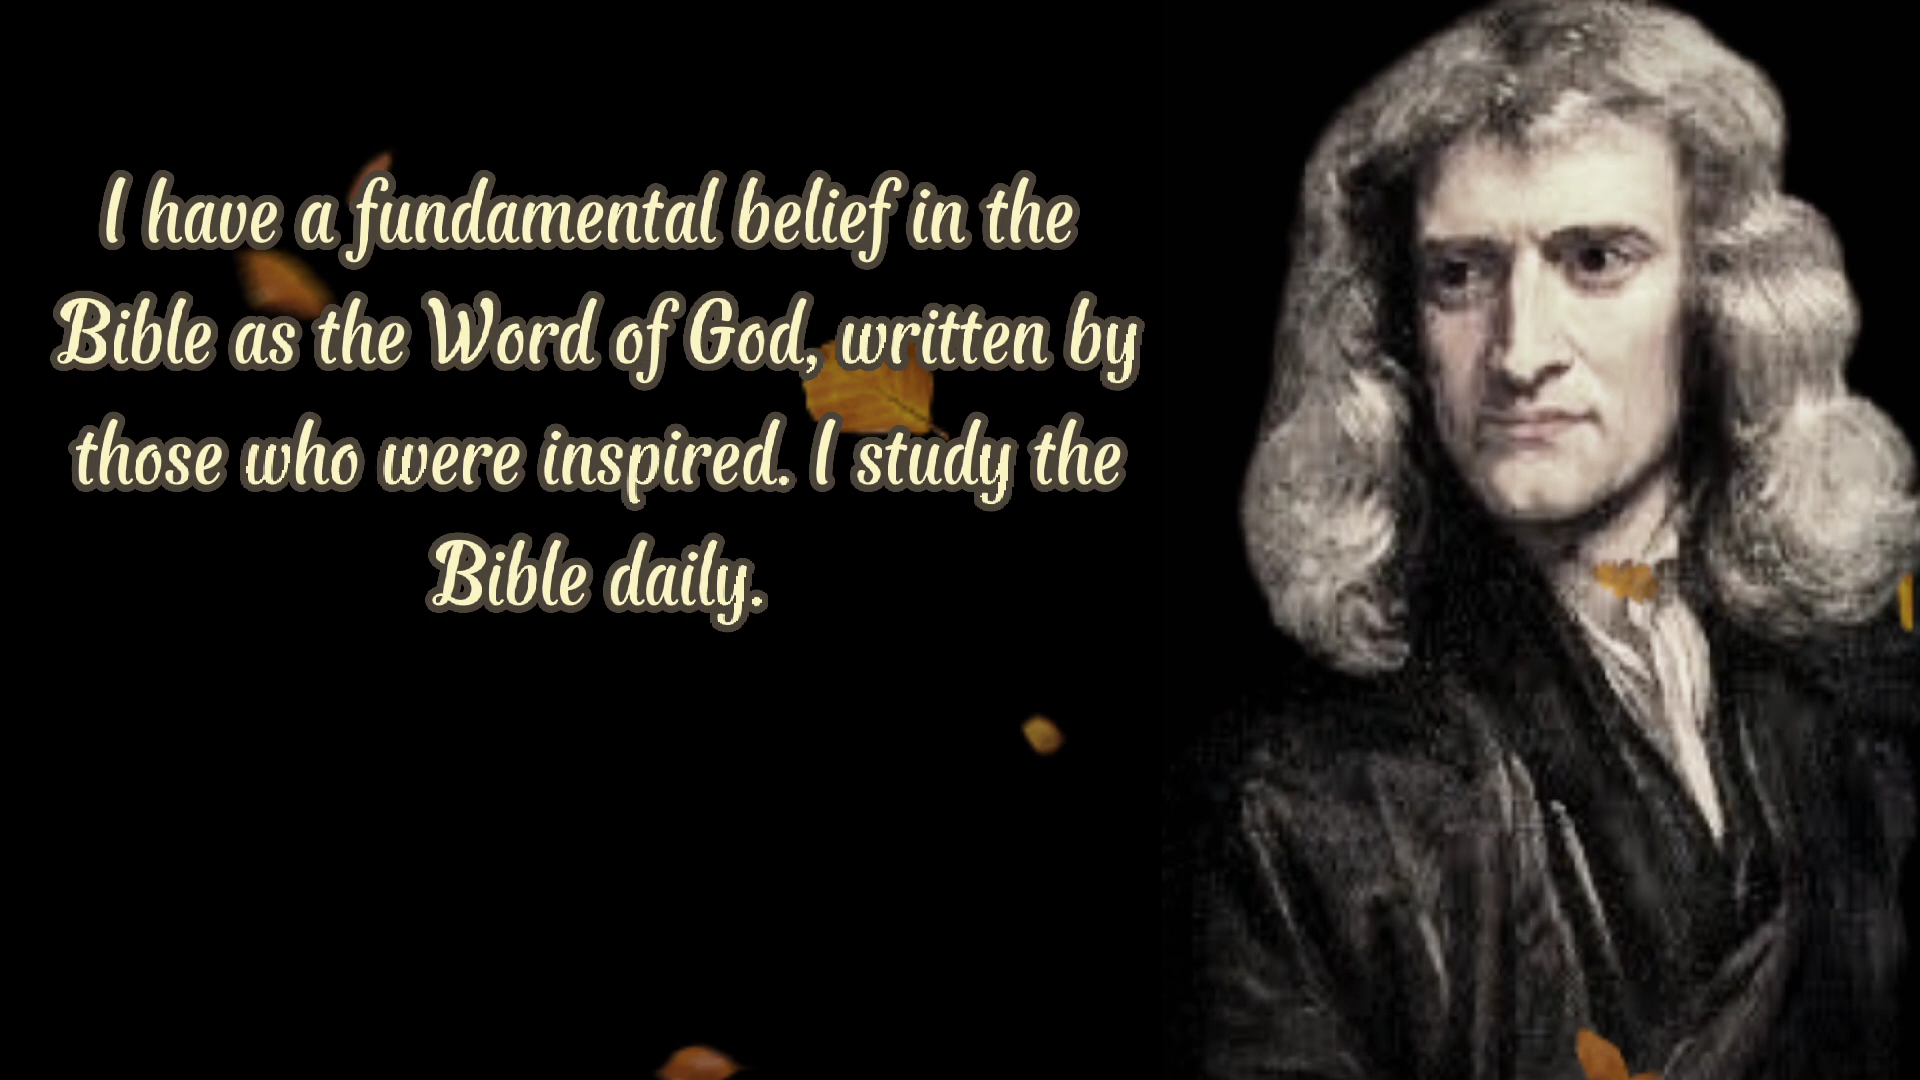 I have a fundamental belief in the
Bible as the Word of God, written by
those who were inspired. I study the
Bible daily.